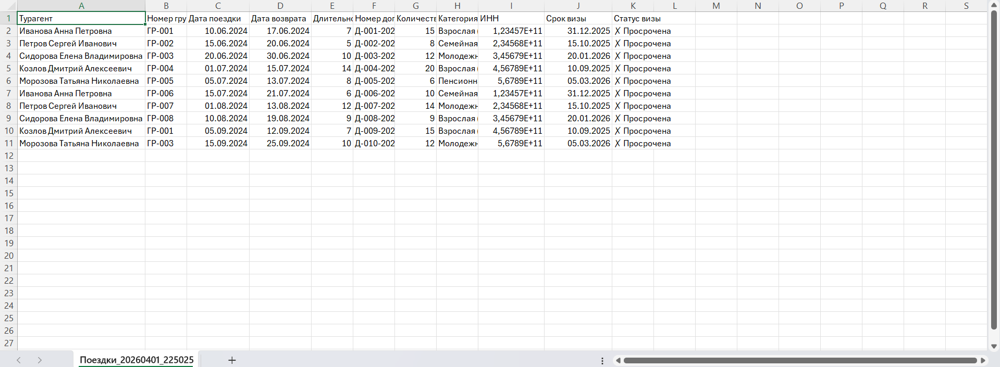 A B C D E F G H I J K L M N O P Q R S
1 Турагент Номер гру Дата поездки Дата возврата Длительно Номер дог Количеств Категория ИНН Срок визы Статус визы
2 Иванова Анна Петровна ГР-001 10.06.2024 17.06.2024 7 Д-001-202 15 Взрослая ( 1,23457E+11 31.12.2025 ✗ Просрочена
3 Петров Сергей Иванович ГР-002 15.06.2024 20.06.2024 5 Д-002-202 8 Семейная 2,34568E+11 15.10.2025 ✗ Просрочена
4 Сидорова Елена Владимировна ГР-003 20.06.2024 30.06.2024 10 Д-003-202 12 Молодежн 3,45679E+11 20.01.2026 ✗ Просрочена
5 Козлов Дмитрий Алексеевич ГР-004 01.07.2024 15.07.2024 14 Д-004-202 20 Взрослая ( 4,56789E+11 10.09.2025 ✗ Просрочена
6 Морозова Татьяна Николаевна ГР-005 05.07.2024 13.07.2024 8 Д-005-202 6 Пенсионн 5,6789E+11 05.03.2026 ✗ Просрочена
7 Иванова Анна Петровна ГР-006 15.07.2024 21.07.2024 6 Д-006-202 10 Семейная 1,23457E+11 31.12.2025 ✗ Просрочена
8 Петров Сергей Иванович ГР-007 01.08.2024 13.08.2024 12 Д-007-202 14 Молодежн 2,34568E+11 15.10.2025 ✗ Просрочена
9 Сидорова Елена Владимировна ГР-008 10.08.2024 19.08.2024 9 Д-008-202 9 Взрослая ( 3,45679E+11 20.01.2026 ✗ Просрочена
10 Козлов Дмитрий Алексеевич ГР-001 05.09.2024 12.09.2024 7 Д-009-202 15 Взрослая ( 4,56789E+11 10.09.2025 ✗ Просрочена
11 Морозова Татьяна Николаевна ГР-003 15.09.2024 25.09.2024 10 Д-010-202 12 Молодежн 5,6789E+11 05.03.2026 ✗ Просрочена
12
13
14
15
16
17
18
19
20
21
22
23
24
25
26
27
Поездки_20260401_225025